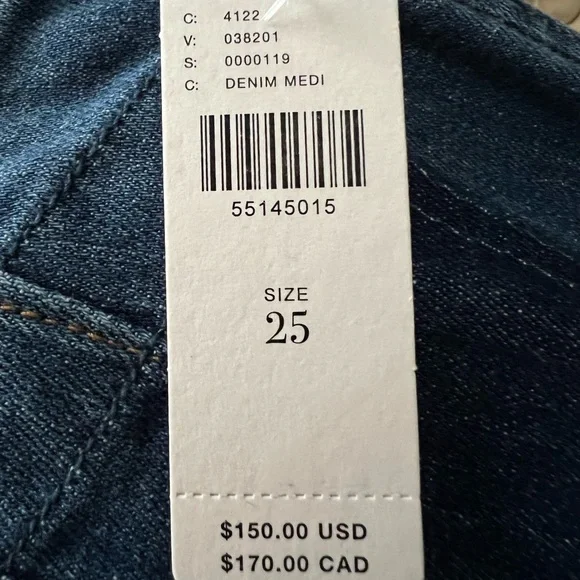 C: 4122
V: 038201
S: 0000119
C: DENIM MEDI
55145015
SIZE
25
$150.00 USD
$170.00 CAD